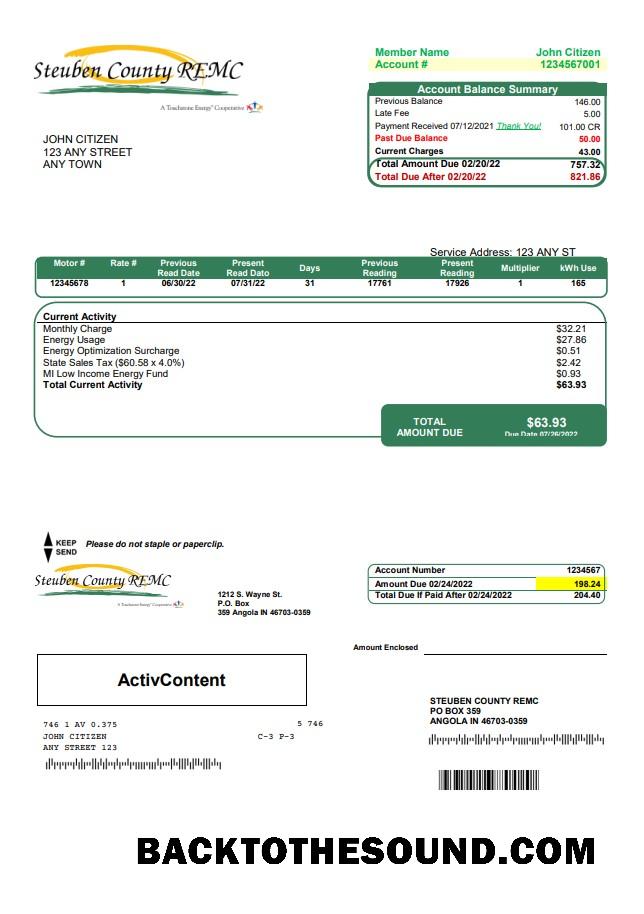 Steuben County REMC
A Touchstone Energy® Cooperative
Member Name John Citizen
Account # 1234567001
Account Balance Summary
Previous Balance 146.00
Late Fee 5.00
Payment Received 07/12/2021 Thank You! 101.00 CR
Past Due Balance 50.00
Current Charges 43.00
Total Amount Due 02/20/22 757.32
Total Due After 02/20/22 821.86
JOHN CITIZEN
123 ANY STREET
ANY TOWN
Service Address: 123 ANY ST
Motor # Rate # Previous Read Date Present Read Dato Days Previous Reading Present Reading Multiplier kWh Use
12345678 1 06/30/22 07/31/22 31 17761 17926 1 165
Current Activity
Monthly Charge $32.21
Energy Usage $27.86
Energy Optimization Surcharge $0.51
State Sales Tax ($60.58 x 4.0%) $2.42
MI Low Income Energy Fund $0.93
Total Current Activity $63.93
TOTAL AMOUNT DUE $63.93
Due Date 07/26/2022
KEEP
SEND
Please do not staple or paperclip.
Steuben County REMC
A Touchstone Energy® Cooperative
1212 S. Wayne St.
P.O. Box
359 Angola IN 46703-0359
Account Number 1234567
Amount Due 02/24/2022 198.24
Total Due If Paid After 02/24/2022 204.40
Amount Enclosed
ActivContent
746 1 AV 0.375 5 746
JOHN CITIZEN C-3 P-3
ANY STREET 123
STEUBEN COUNTY REMC
PO BOX 359
ANGOLA IN 46703-0359
BACKTOTHESOUND.COM